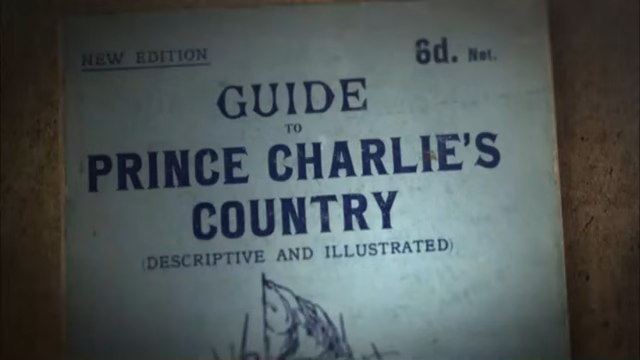 NEW EDITION 6d. Net.
GUIDE
TO
PRINCE CHARLIE'S
COUNTRY
(DESCRIPTIVE AND ILLUSTRATED)